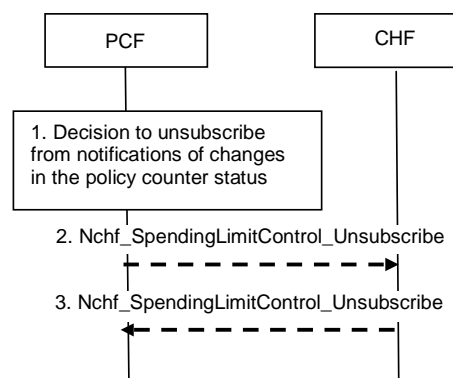 PCF
CHF
1. Decision to unsubscribe
from notifications of changes
in the policy counter status
2. Nchf_SpendingLimitControl_Unsubscribe
3. Nchf_SpendingLimitControl_Unsubscribe